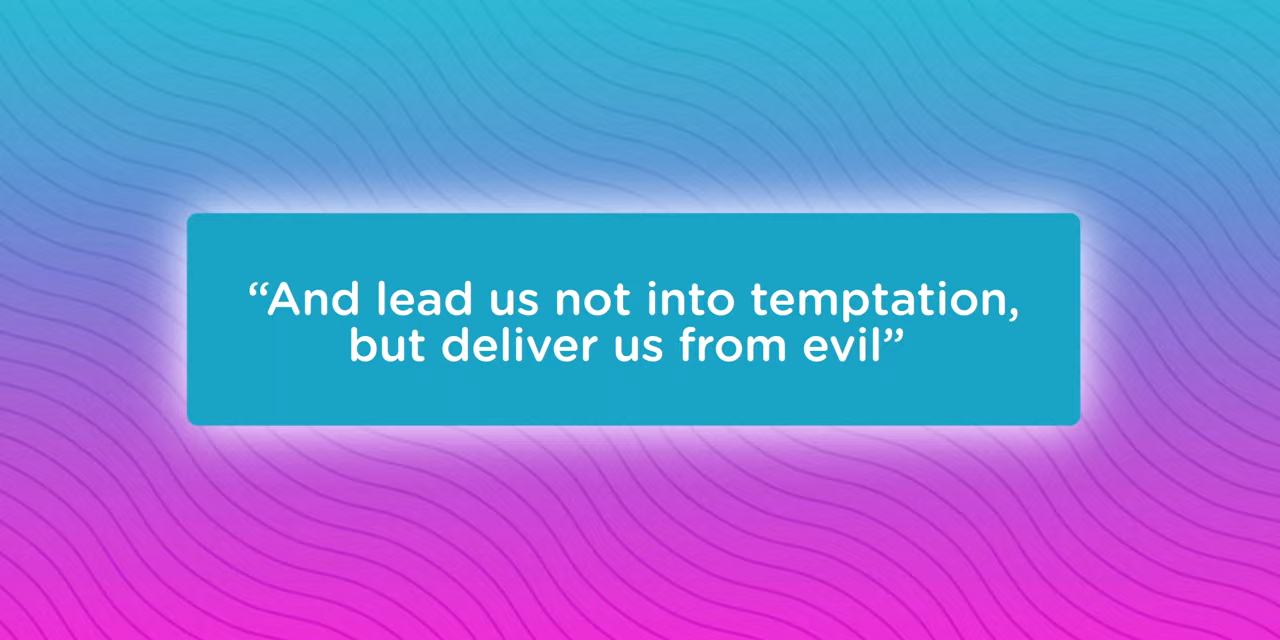 “And lead us not into temptation,
but deliver us from evil”